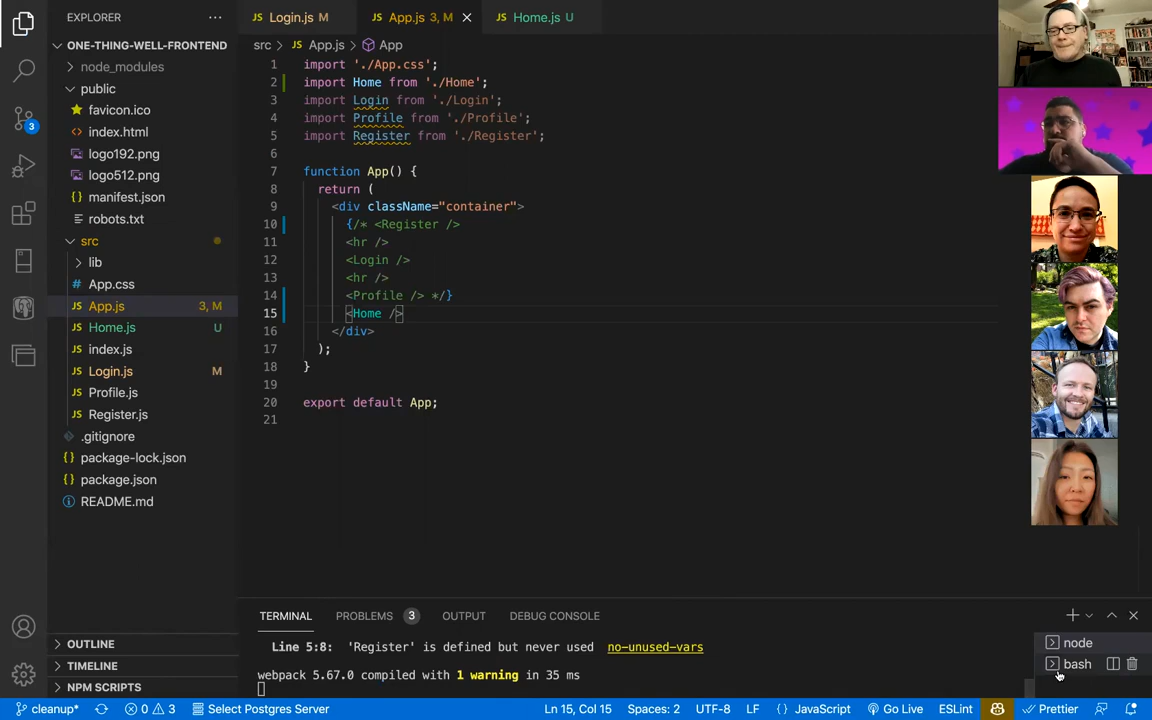 EXPLORER
ONE-THING-WELL-FRONTEND
node_modules
public
favicon.ico
index.html
logo192.png
logo512.png
manifest.json
robots.txt
src
lib
App.css
App.js 3, M
Home.js U
index.js
Login.js M
Profile.js
Register.js
.gitignore
package-lock.json
package.json
README.md
OUTLINE
TIMELINE
NPM SCRIPTS
3
JS Login.js M
JS App.js 3, M
JS Home.js U
src > JS App.js > App
1 import './App.css';
2 import Home from './Home';
3 import Login from './Login';
4 import Profile from './Profile';
5 import Register from './Register';
6
7 function App() {
8 return (
9 <div className="container">
10 {/* <Register />
11 <hr />
12 <Login />
13 <hr />
14 <Profile /> */}
15 <Home />
16 </div>
17 );
18 }
19
20 export default App;
21
TERMINAL PROBLEMS 3 OUTPUT DEBUG CONSOLE
Line 5:8: 'Register' is defined but never used no-unused-vars
webpack 5.67.0 compiled with 1 warning in 35 ms
node
bash
cleanup* 0 3 Select Postgres Server Ln 15, Col 15 Spaces: 2 UTF-8 LF {} JavaScript Go Live ESLint Prettier